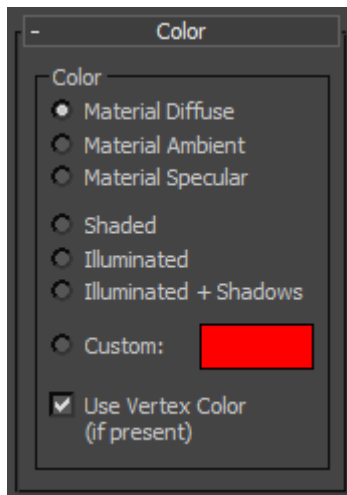 - Color
Color
Material Diffuse
Material Ambient
Material Specular
Shaded
Illuminated
Illuminated + Shadows
Custom:
Use Vertex Color
(if present)